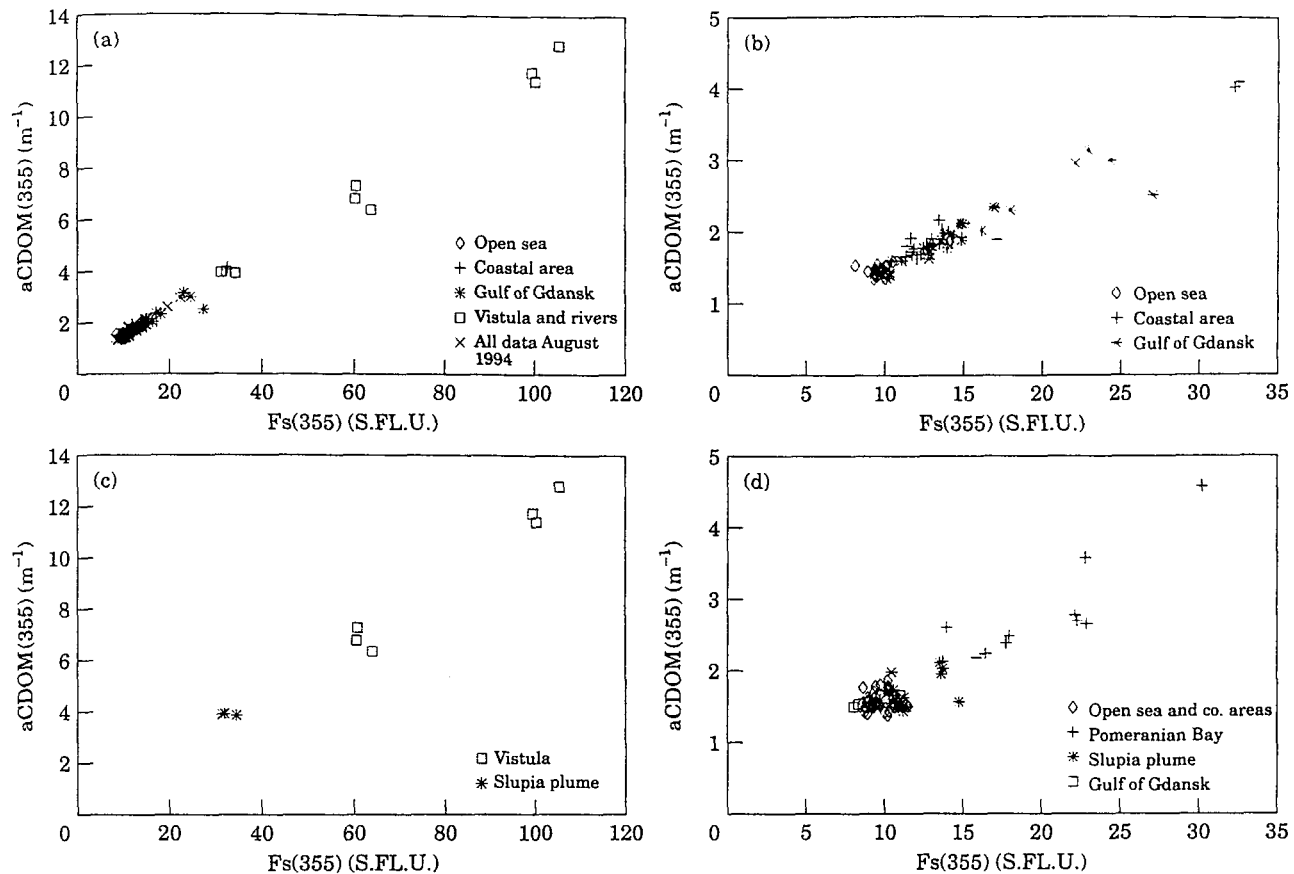 (a)
14
12
10
8
6
4
2
0
20
40
60
80
100
120
aCDOM(355) (m⁻¹)
Fs(355) (S.FL.U.)
Open sea
Coastal area
Gulf of Gdansk
Vistula and rivers
All data August
1994
(b)
5
4
3
2
1
0
5
10
15
20
25
30
35
aCDOM(355) (m⁻¹)
Fs(355) (S.Fl.U.)
Open sea
Coastal area
Gulf of Gdansk
(c)
14
12
10
8
6
4
2
0
20
40
60
80
100
120
aCDOM(355) (m⁻¹)
Fs(355) (S.FL.U.)
Vistula
Slupia plume
(d)
5
4
3
2
1
0
5
10
15
20
25
30
35
aCDOM(355) (m⁻¹)
Fs(355) (S.FL.U.)
Open sea and co. areas
Pomeranian Bay
Slupia plume
Gulf of Gdansk